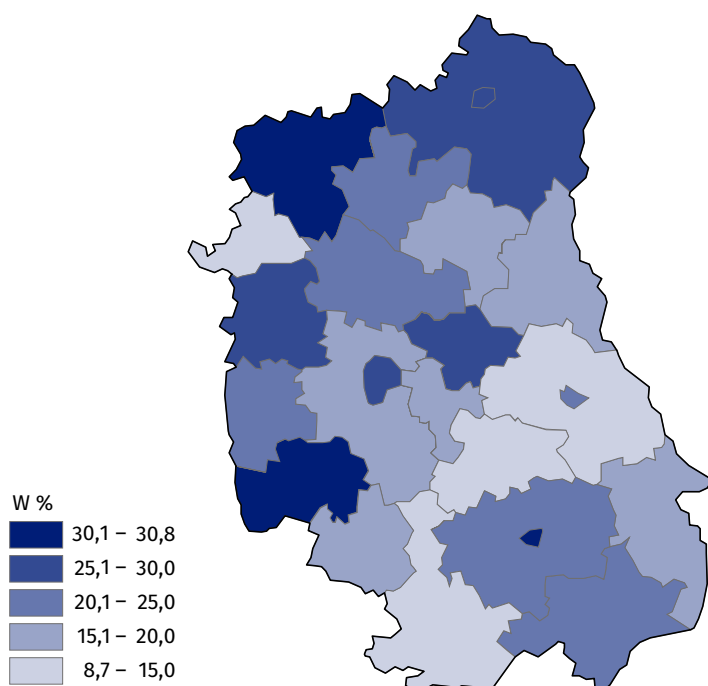 W %
30,1 – 30,8
25,1 – 30,0
20,1 – 25,0
15,1 – 20,0
8,7 – 15,0